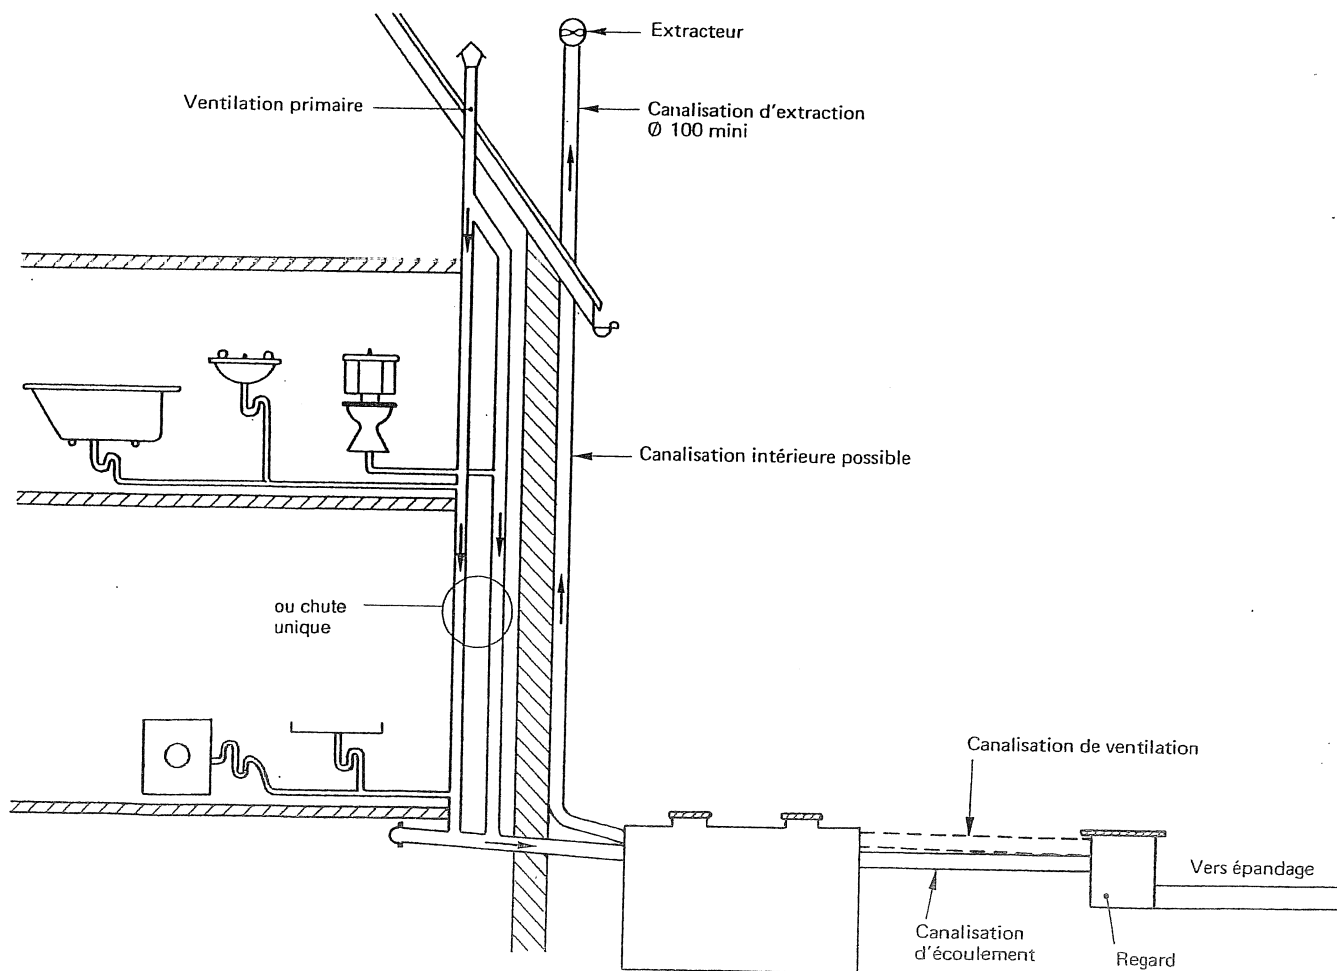 Extracteur
Ventilation primaire
Canalisation d'extraction
Ø 100 mini
Canalisation intérieure possible
ou chute
unique
Canalisation de ventilation
Vers épandage
Canalisation
d'écoulement
Regard